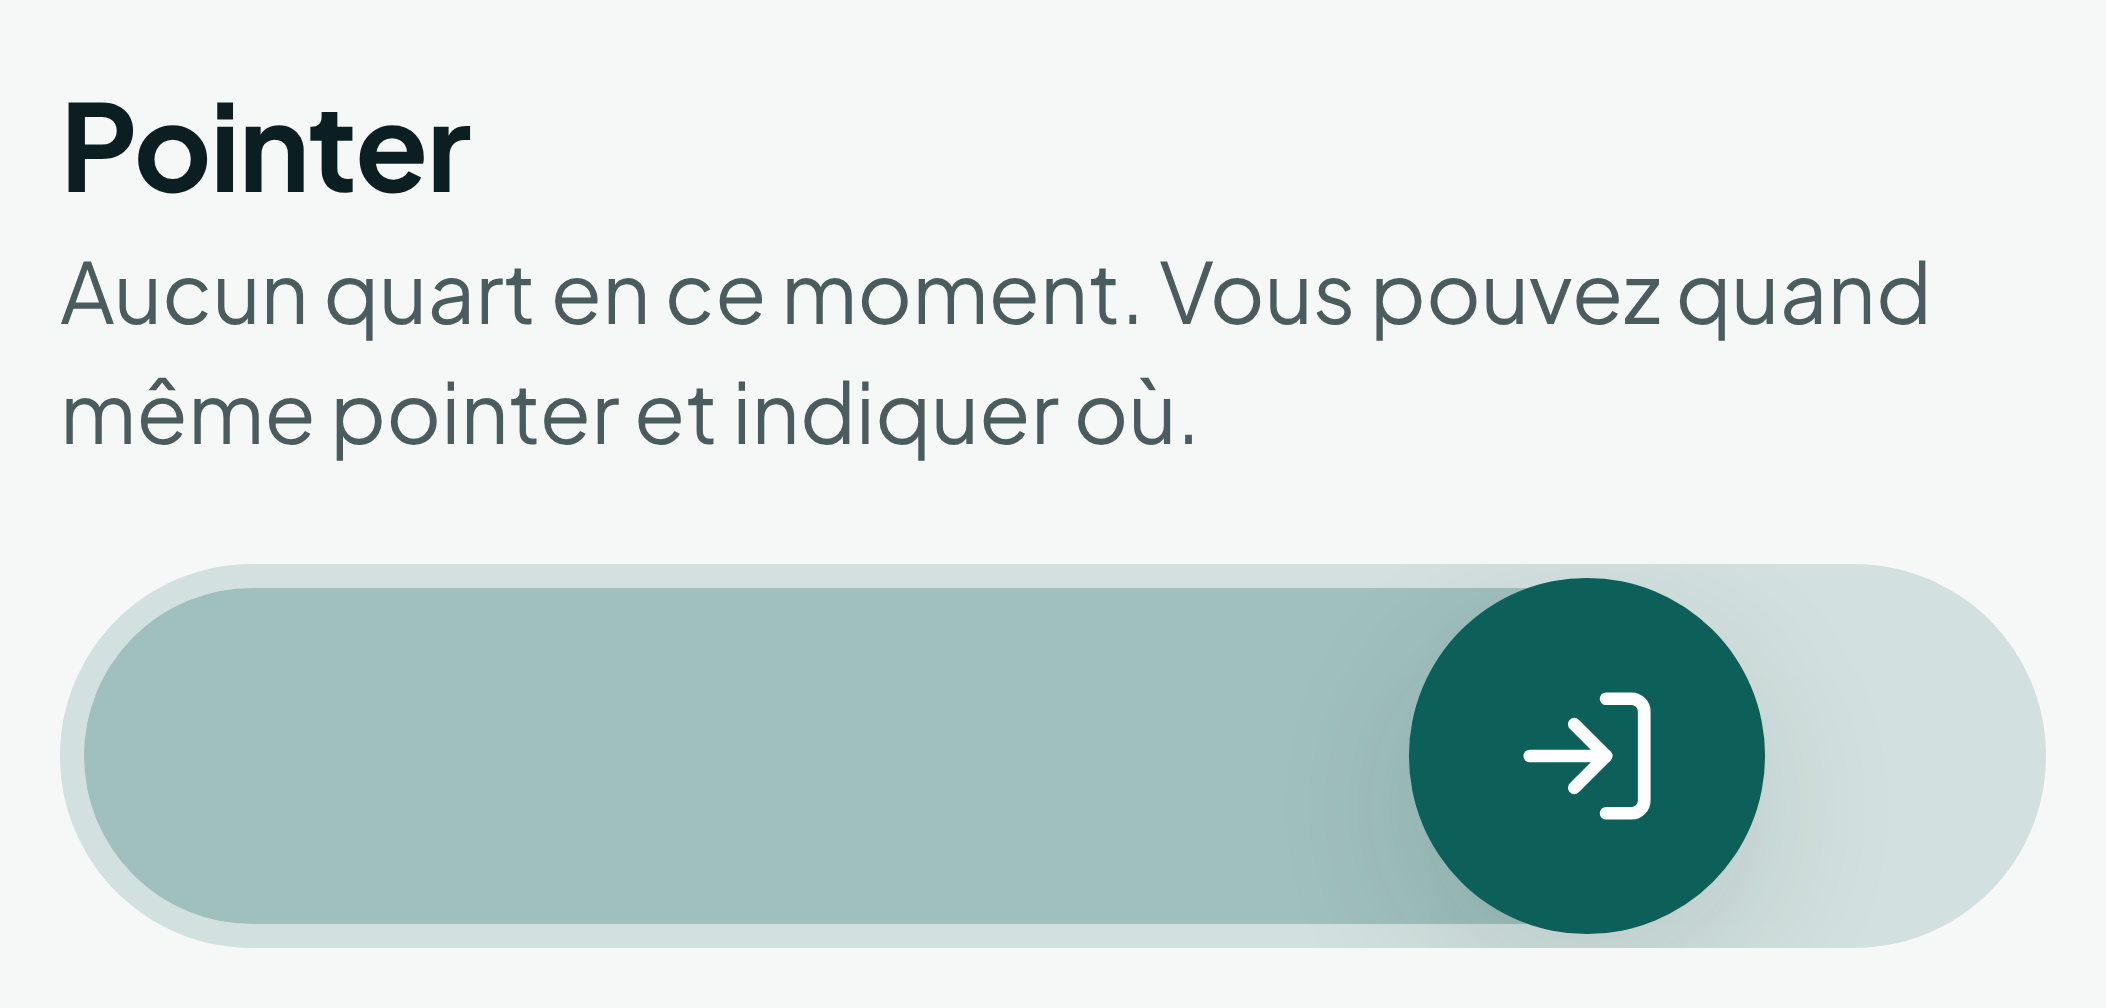 Pointer
Aucun quart en ce moment. Vous pouvez quand
même pointer et indiquer où.